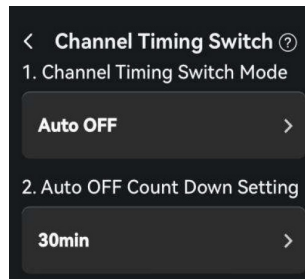 Channel Timing Switch
1. Channel Timing Switch Mode
Auto OFF
2. Auto OFF Count Down Setting
30min